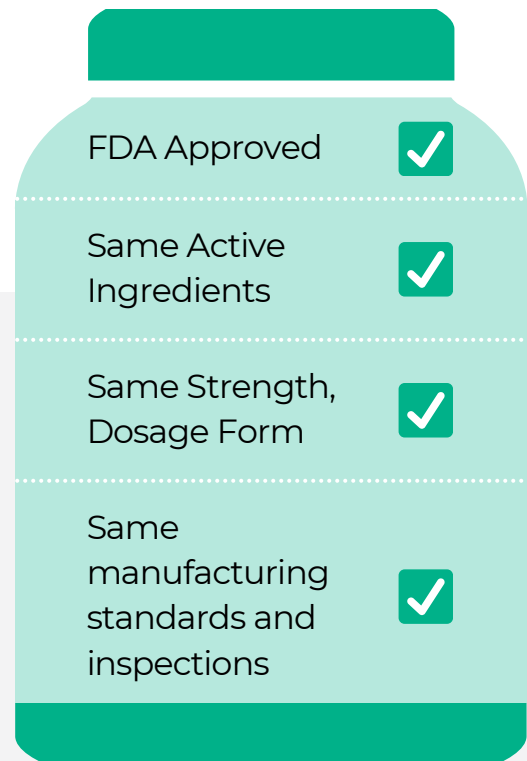 FDA Approved
Same Active
Ingredients
Same Strength,
Dosage Form
Same
manufacturing
standards and
inspections